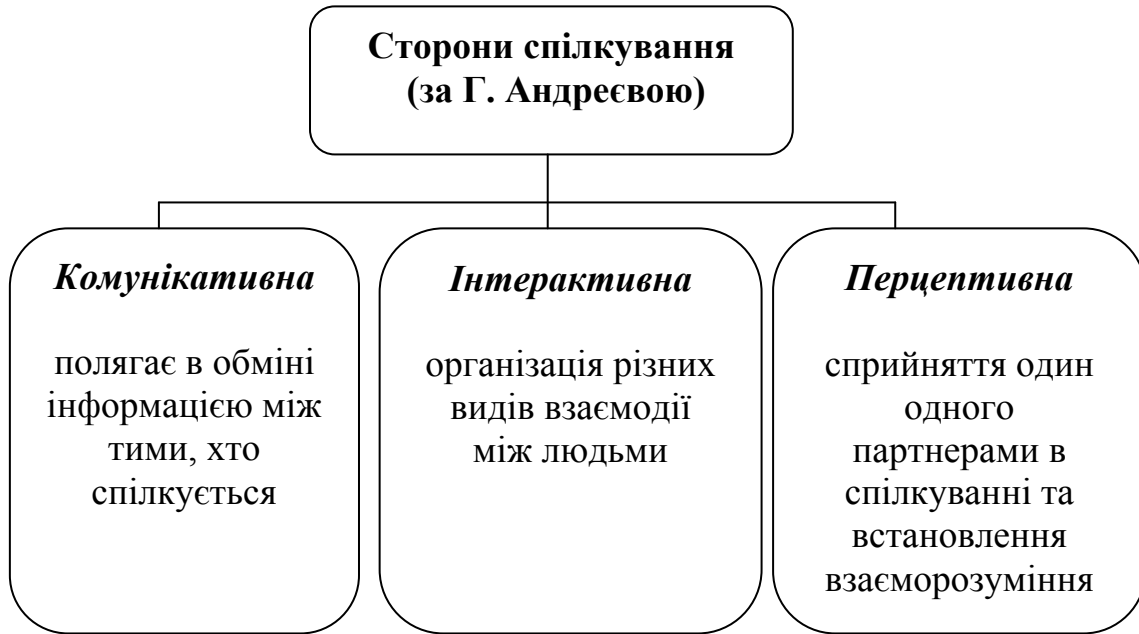 Сторони спілкування
(за Г. Андреєвою)
Комунікативна
полягає в обміні
інформацією між
тими, хто
спілкується
Інтерактивна
організація різних
видів взаємодії
між людьми
Перцептивна
сприйняття один
одного
партнерами в
спілкуванні та
встановлення
взаєморозуміння